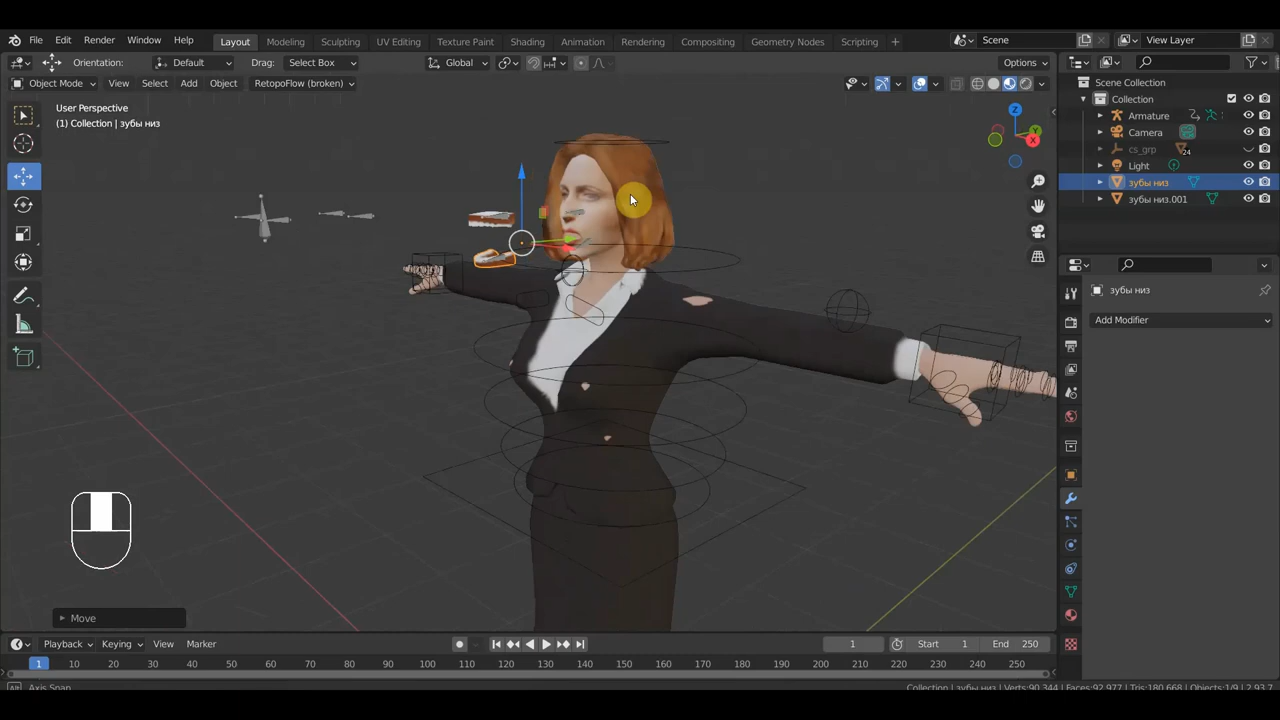 File Edit Render Window Help Layout Modeling Sculpting UV Editing Texture Paint Shading Animation Rendering Compositing Geometry Nodes Scripting + Scene View Layer
Orientation: Default Drag: Select Box Global Options
Object Mode View Select Add Object RetopoFlow (broken)
User Perspective
(1) Collection | зубы низ
Z
Y
X
Scene Collection
Collection
Armature
Camera
cs_grp 24
Light
зубы низ
зубы низ.001
зубы низ
Add Modifier
Move
Playback Keying View Marker 1 Start 1 End 250
1 10 20 30 40 50 60 70 80 90 100 110 120 130 140 150 160 170 180 190 200 210 220 230 240 250
Axis Snap Collection | зубы низ | Verts:90,344 | Faces:92,977 | Tris:180,668 | Objects:1/9 | 2.93.7